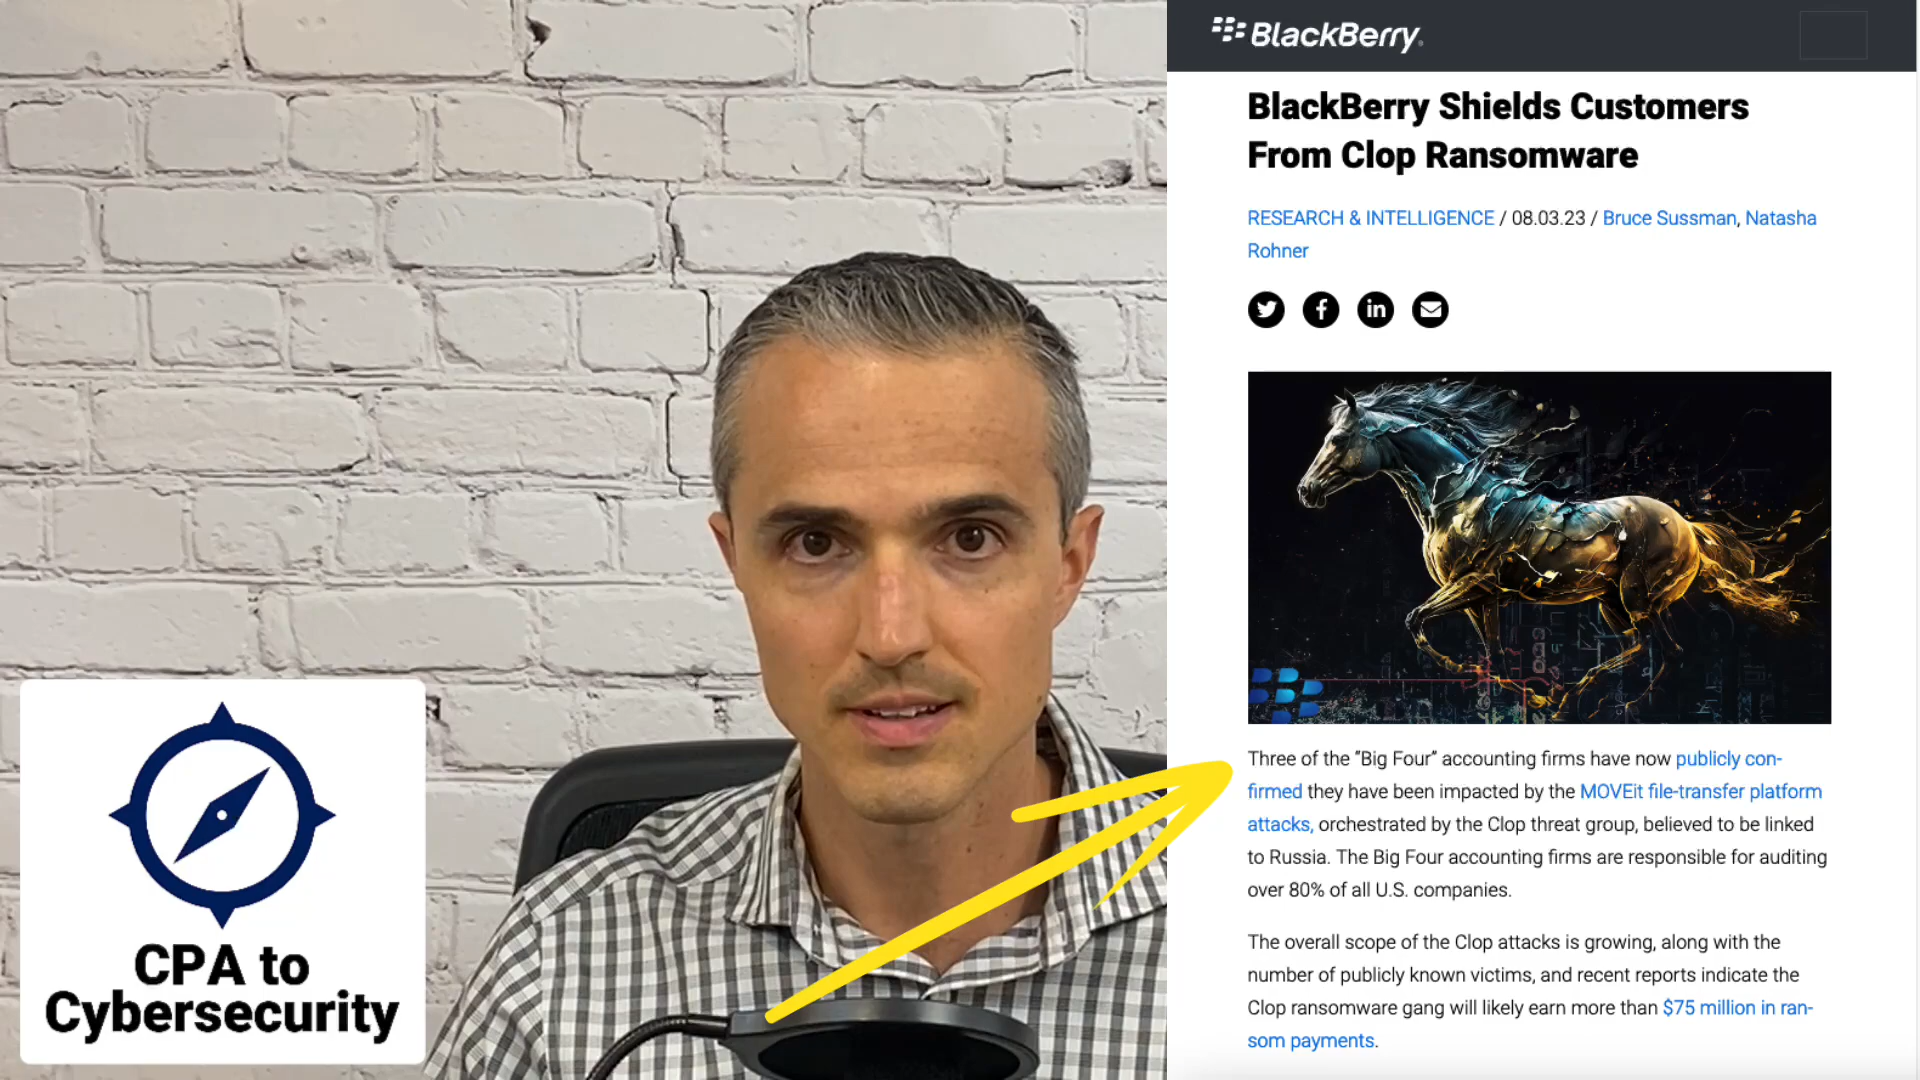 BlackBerry
BlackBerry Shields Customers
From Clop Ransomware
RESEARCH & INTELLIGENCE / 08.03.23 / Bruce Sussman, Natasha
Rohner
Three of the "Big Four" accounting firms have now publicly con-
firmed they have been impacted by the MOVEit file-transfer platform
attacks, orchestrated by the Clop threat group, believed to be linked
to Russia. The Big Four accounting firms are responsible for auditing
over 80% of all U.S. companies.
The overall scope of the Clop attacks is growing, along with the
number of publicly known victims, and recent reports indicate the
Clop ransomware gang will likely earn more than $75 million in ran-
som payments.
CPA to
Cybersecurity